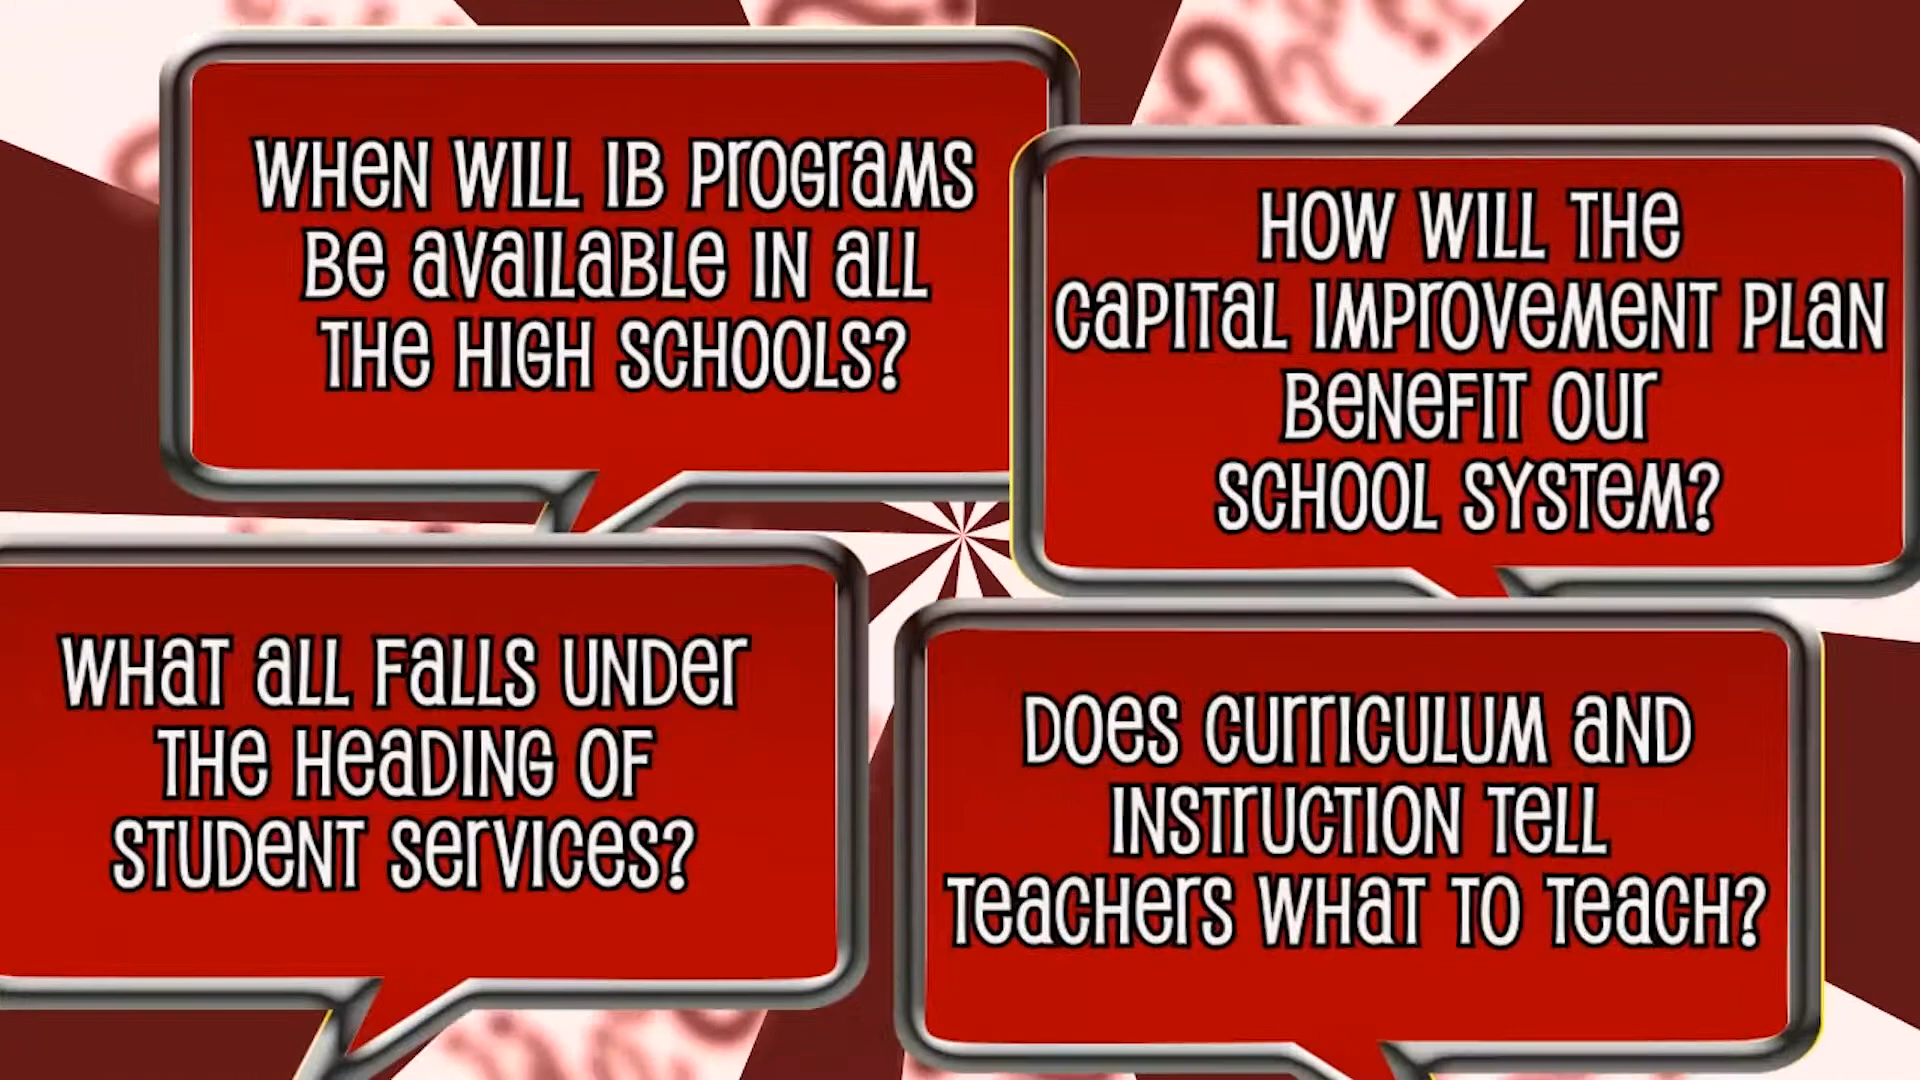 WHEN WILL IB PROGRAMS
BE AVAILABLE IN ALL
THE HIGH SCHOOLS?
HOW WILL THE
CAPITAL IMPROVEMENT PLAN
BENEFIT OUR
SCHOOL SYSTEM?
WHAT ALL FALLS UNDER
THE HEADING OF
STUDENT SERVICES?
DOES CURRICULUM AND
INSTRUCTION TELL
TEACHERS WHAT TO TEACH?